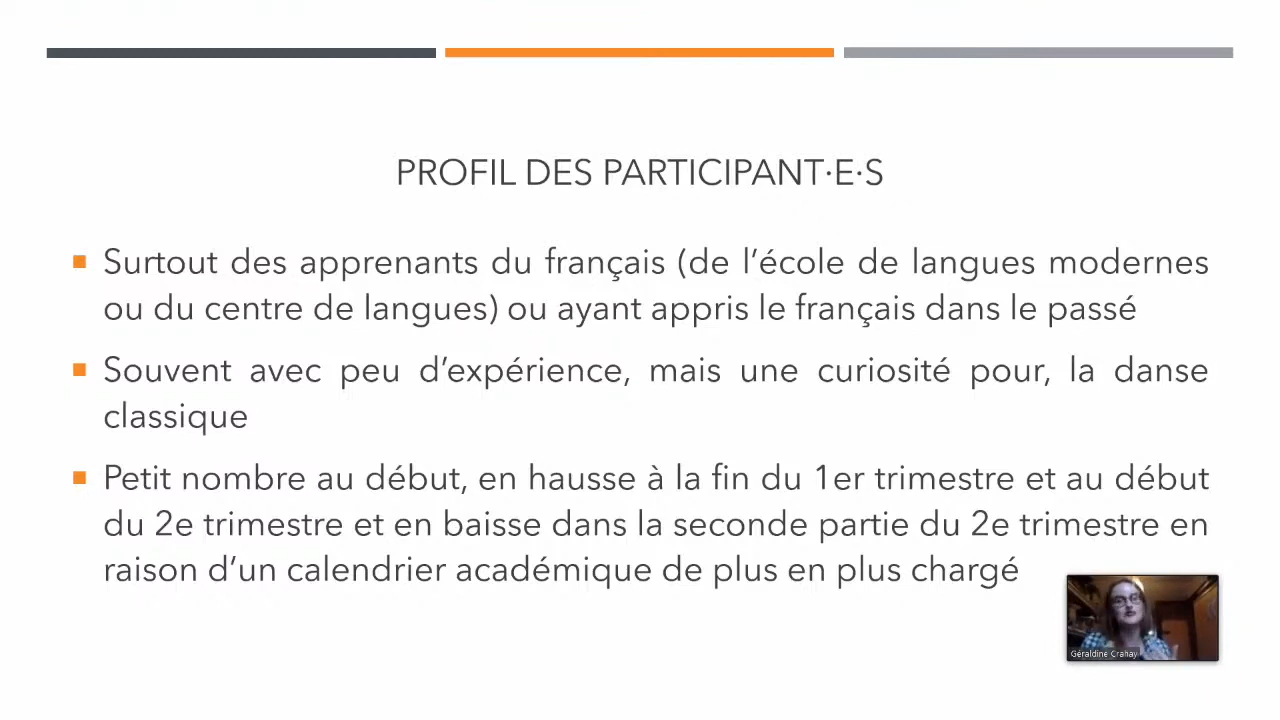 PROFIL DES PARTICIPANT·E·S
Surtout des apprenants du français (de l’école de langues modernes
ou du centre de langues) ou ayant appris le français dans le passé
Souvent avec peu d’expérience, mais une curiosité pour, la danse
classique
Petit nombre au début, en hausse à la fin du 1er trimestre et au début
du 2e trimestre et en baisse dans la seconde partie du 2e trimestre en
raison d’un calendrier académique de plus en plus chargé
Géraldine Crahay